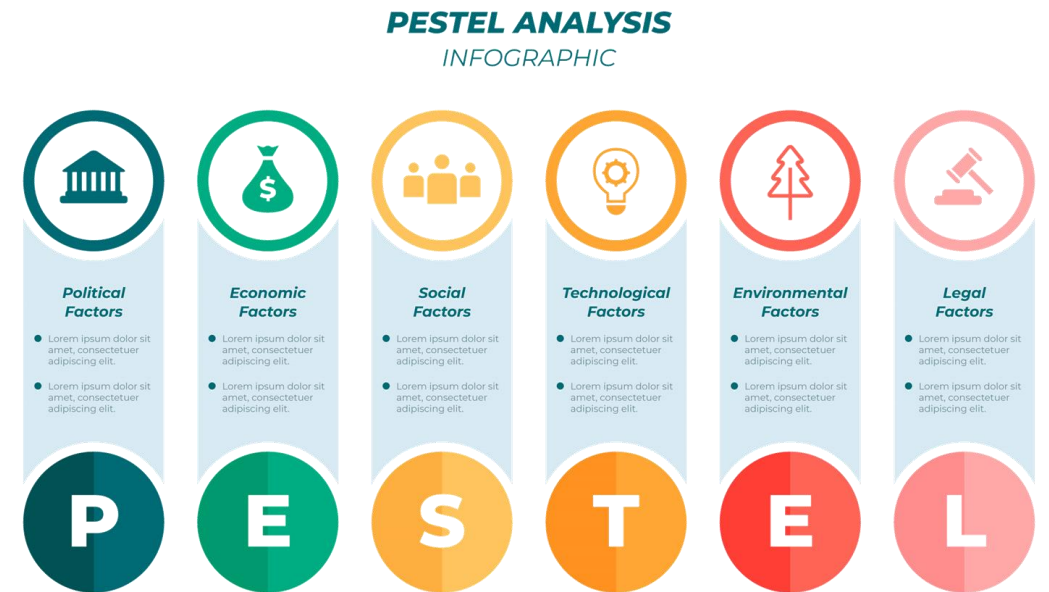 PESTEL ANALYSIS
INFOGRAPHIC
$
Political
Factors
Lorem ipsum dolor sit
amet, consectetuer
adipiscing elit.
Lorem ipsum dolor sit
amet, consectetuer
adipiscing elit.
P
Economic
Factors
Lorem ipsum dolor sit
amet, consectetuer
adipiscing elit.
Lorem ipsum dolor sit
amet, consectetuer
adipiscing elit.
E
Social
Factors
Lorem ipsum dolor sit
amet, consectetuer
adipiscing elit.
Lorem ipsum dolor sit
amet, consectetuer
adipiscing elit.
S
Technological
Factors
Lorem ipsum dolor sit
amet, consectetuer
adipiscing elit.
Lorem ipsum dolor sit
amet, consectetuer
adipiscing elit.
T
Environmental
Factors
Lorem ipsum dolor sit
amet, consectetuer
adipiscing elit.
Lorem ipsum dolor sit
amet, consectetuer
adipiscing elit.
E
Legal
Factors
Lorem ipsum dolor sit
amet, consectetuer
adipiscing elit.
Lorem ipsum dolor sit
amet, consectetuer
adipiscing elit.
L